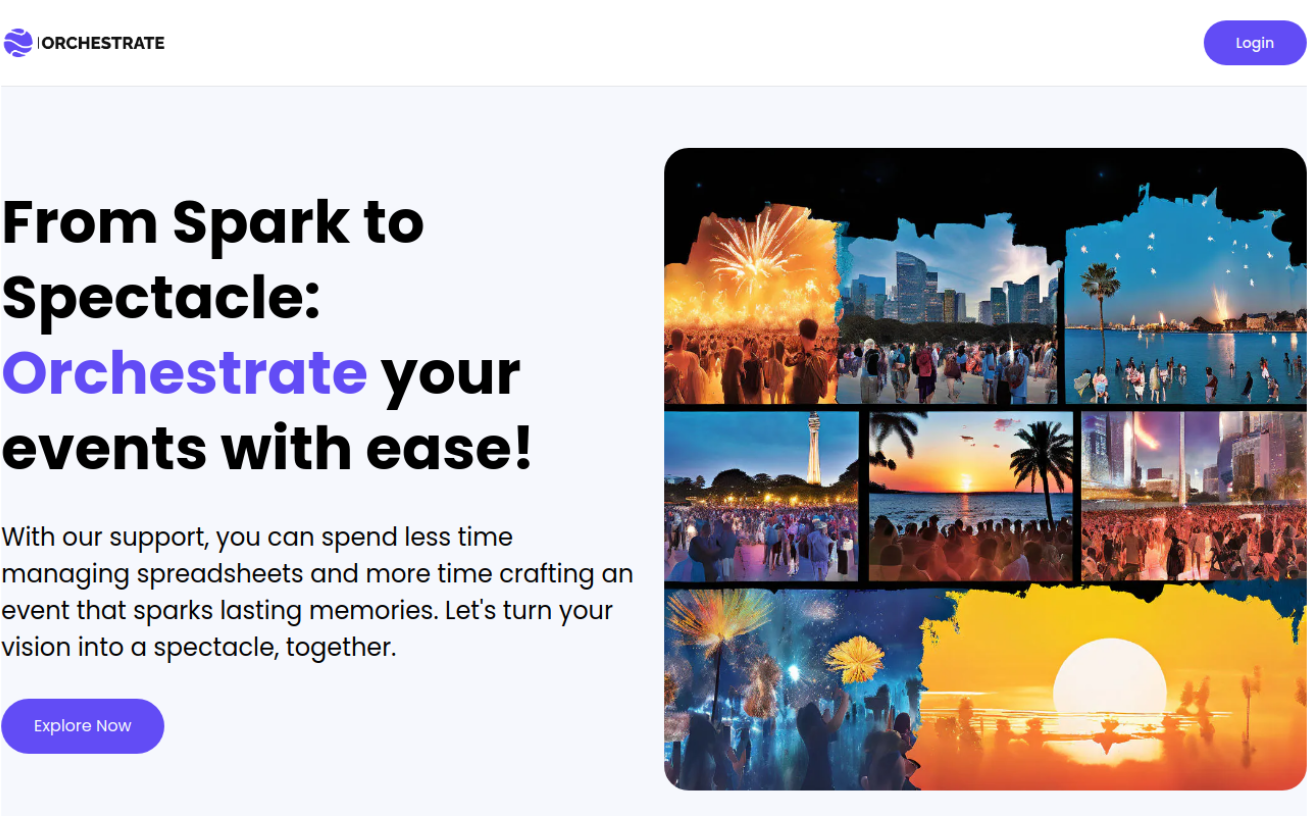 ORCHESTRATE
Login
From Spark to
Spectacle:
Orchestrate your
events with ease!
With our support, you can spend less time
managing spreadsheets and more time crafting an
event that sparks lasting memories. Let's turn your
vision into a spectacle, together.
Explore Now